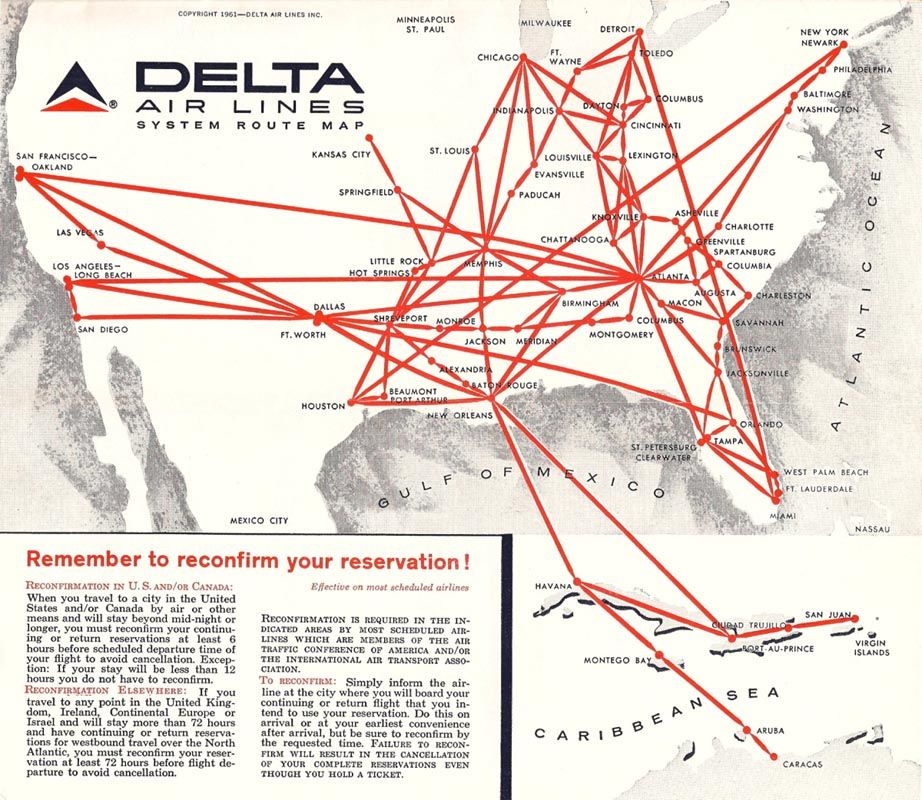 COPYRIGHT 1961—DELTA AIR LINES INC.
DELTA
AIR LINES
SYSTEM ROUTE MAP
®
MINNEAPOLIS
ST. PAUL
MILWAUKEE
DETROIT
TOLEDO
CHICAGO
FT.
WAYNE
NEW YORK
NEWARK
PHILADELPHIA
BALTIMORE
WASHINGTON
INDIANAPOLIS
DAYTON
COLUMBUS
CINCINNATI
KANSAS CITY
ST. LOUIS
LOUISVILLE
LEXINGTON
EVANSVILLE
SAN FRANCISCO—
OAKLAND
SPRINGFIELD
PADUCAH
KNOXVILLE
ASHEVILLE
CHARLOTTE
LAS VEGAS
CHATTANOOGA
GREENVILLE
SPARTANBURG
LITTLE ROCK
HOT SPRINGS
MEMPHIS
COLUMBIA
LOS ANGELES—
LONG BEACH
ATLANTA
AUGUSTA
CHARLESTON
BIRMINGHAM
MACON
DALLAS
FT. WORTH
SAN DIEGO
SHREVEPORT
MONROE
JACKSON
MERIDIAN
MONTGOMERY
COLUMBUS
SAVANNAH
BRUNSWICK
JACKSONVILLE
ALEXANDRIA
BATON ROUGE
BEAUMONT
PORT ARTHUR
HOUSTON
NEW ORLEANS
ORLANDO
TAMPA
ST. PETERSBURG
CLEARWATER
WEST PALM BEACH
FT. LAUDERDALE
MIAMI
NASSAU
MEXICO CITY
GULF OF MEXICO
ATLANTIC OCEAN
Remember to reconfirm your reservation!
RECONFIRMATION IN U. S. AND/OR CANADA:
When you travel to a city in the United
States and/or Canada by air or other
means and will stay beyond mid-night or
longer, you must reconfirm your continu-
ing or return reservations at least 6
hours before scheduled departure time of
your flight to avoid cancellation. Excep-
tion: If your stay will be less than 12
hours you do not have to reconfirm.
RECONFIRMATION ELSEWHERE: If you
travel to any point in the United King-
dom, Ireland, Continental Europe or
Israel and will stay more than 72 hours
and have continuing or return reserva-
tions for westbound travel over the North
Atlantic, you must reconfirm your reser-
vation at least 72 hours before flight de-
parture to avoid cancellation.
Effective on most scheduled airlines
RECONFIRMATION IS REQUIRED IN THE IN-
DICATED AREAS BY MOST SCHEDULED AIR-
LINES WHICH ARE MEMBERS OF THE AIR
TRAFFIC CONFERENCE OF AMERICA AND/OR
THE INTERNATIONAL AIR TRANSPORT ASSO-
CIATION.
TO RECONFIRM: Simply inform the air-
line at the city where you will board your
continuing or return flight that you in-
tend to use your reservation. Do this on
arrival or at your earliest convenience
after arrival, but be sure to reconfirm by
the requested time. FAILURE TO RECON-
FIRM WILL RESULT IN THE CANCELLATION
OF YOUR COMPLETE RESERVATIONS EVEN
THOUGH YOU HOLD A TICKET.
HAVANA
CIUDAD TRUJILLO
SAN JUAN
PORT-AU-PRINCE
VIRGIN
ISLANDS
MONTEGO BAY
CARIBBEAN SEA
ARUBA
CARACAS